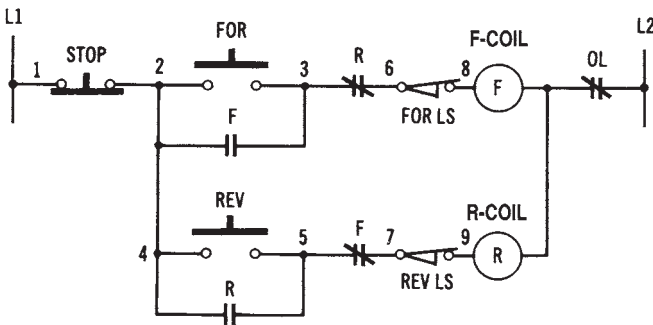 L1
STOP
FOR
F-COIL
L2
1
2
3
R
6
8
OL
F
FOR LS
F
REV
R-COIL
4
5
F
7
9
R
REV LS
R